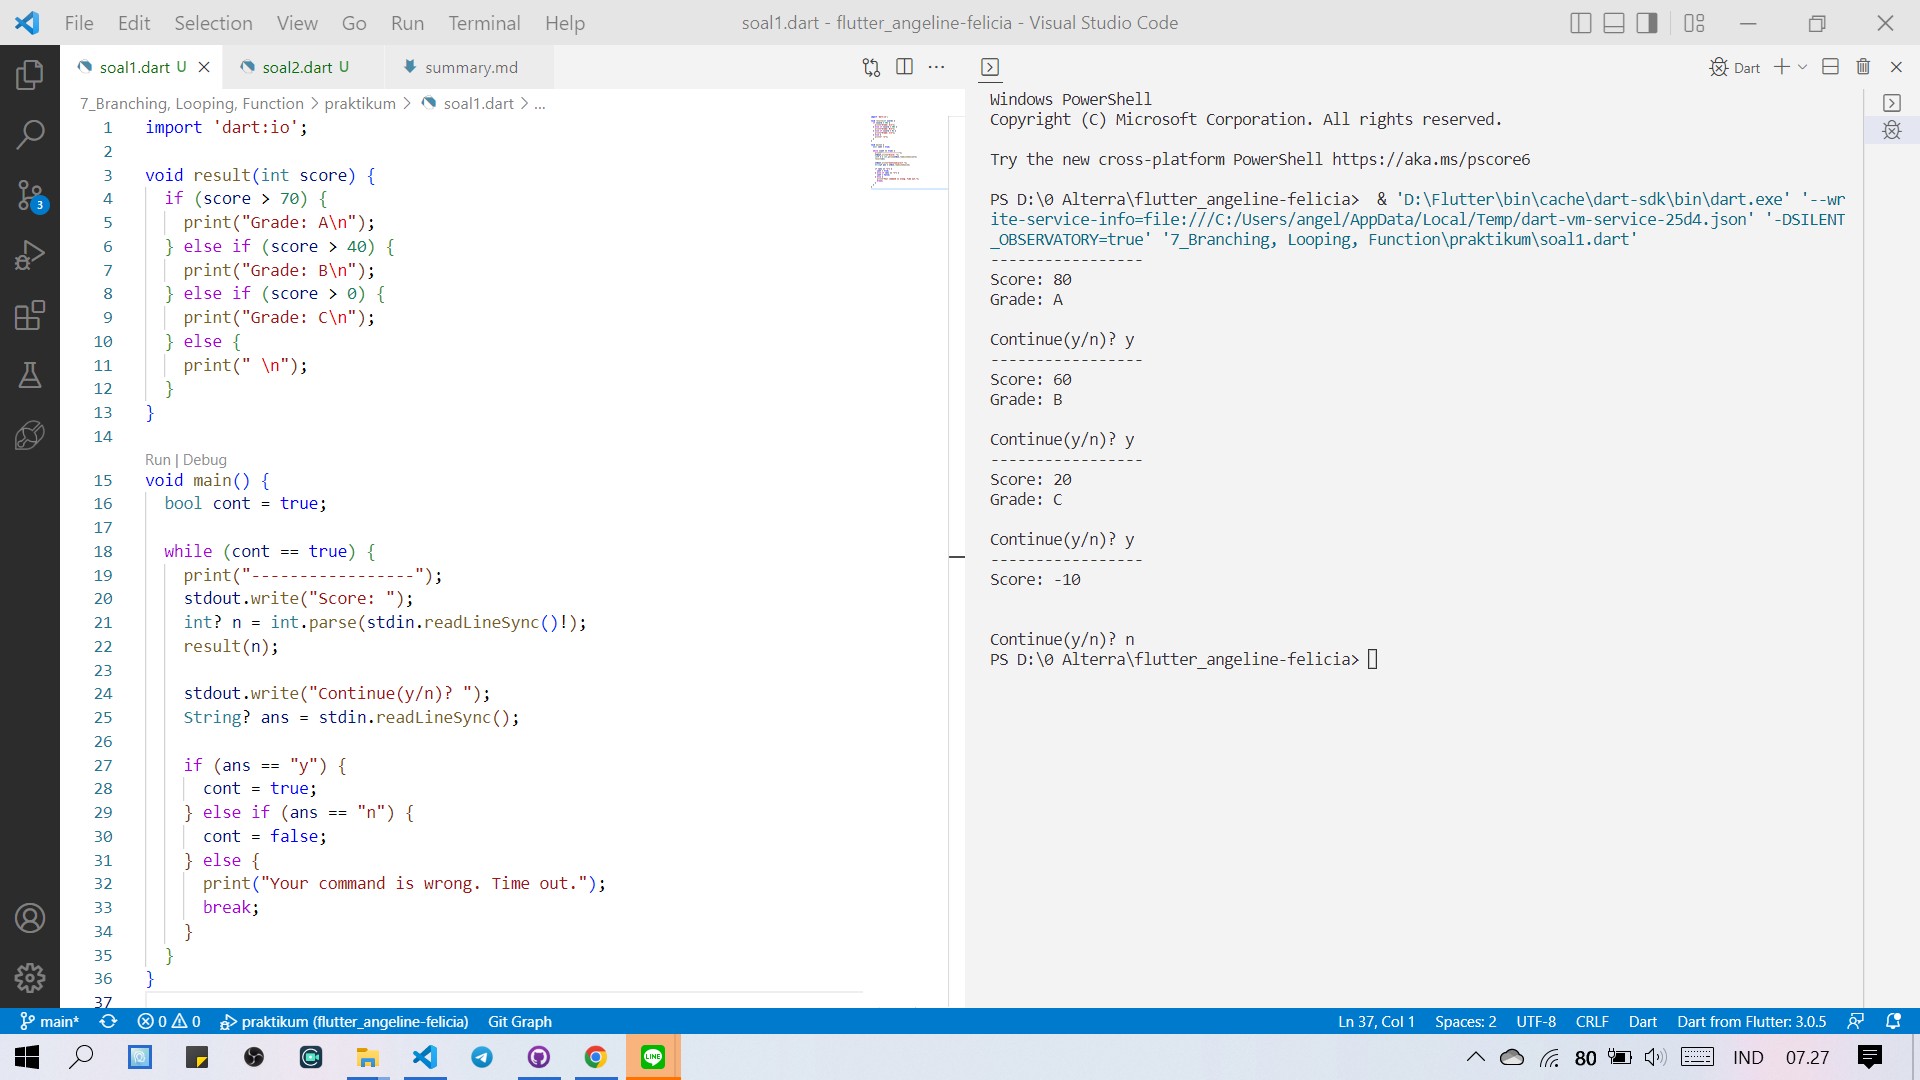 File Edit Selection View Go Run Terminal Help soal1.dart - flutter_angeline-felicia - Visual Studio Code
soal1.dart U soal2.dart U summary.md
7_Branching, Looping, Function > praktikum > soal1.dart > ...
1 import 'dart:io';
2
3 void result(int score) {
4 if (score > 70) {
5 print("Grade: A\n");
6 } else if (score > 40) {
7 print("Grade: B\n");
8 } else if (score > 0) {
9 print("Grade: C\n");
10 } else {
11 print(" \n");
12 }
13 }
14
Run | Debug
15 void main() {
16 bool cont = true;
17
18 while (cont == true) {
19 print("-----------------");
20 stdout.write("Score: ");
21 int? n = int.parse(stdin.readLineSync()!);
22 result(n);
23
24 stdout.write("Continue(y/n)? ");
25 String? ans = stdin.readLineSync();
26
27 if (ans == "y") {
28 cont = true;
29 } else if (ans == "n") {
30 cont = false;
31 } else {
32 print("Your command is wrong. Time out.");
33 break;
34 }
35 }
36 }
37
Dart
Windows PowerShell
Copyright (C) Microsoft Corporation. All rights reserved.
Try the new cross-platform PowerShell https://aka.ms/pscore6
PS D:\0 Alterra\flutter_angeline-felicia> & 'D:\Flutter\bin\cache\dart-sdk\bin\dart.exe' '--wr
ite-service-info=file:///C:/Users/angel/AppData/Local/Temp/dart-vm-service-25d4.json' '-DSILENT
_OBSERVATORY=true' '7_Branching, Looping, Function\praktikum\soal1.dart'
-----------------
Score: 80
Grade: A
Continue(y/n)? y
-----------------
Score: 60
Grade: B
Continue(y/n)? y
-----------------
Score: 20
Grade: C
Continue(y/n)? y
-----------------
Score: -10
Continue(y/n)? n
PS D:\0 Alterra\flutter_angeline-felicia>
3
main* 0 0 praktikum (flutter_angeline-felicia) Git Graph Ln 37, Col 1 Spaces: 2 UTF-8 CRLF Dart Dart from Flutter: 3.0.5
LINE 80 IND 07.27